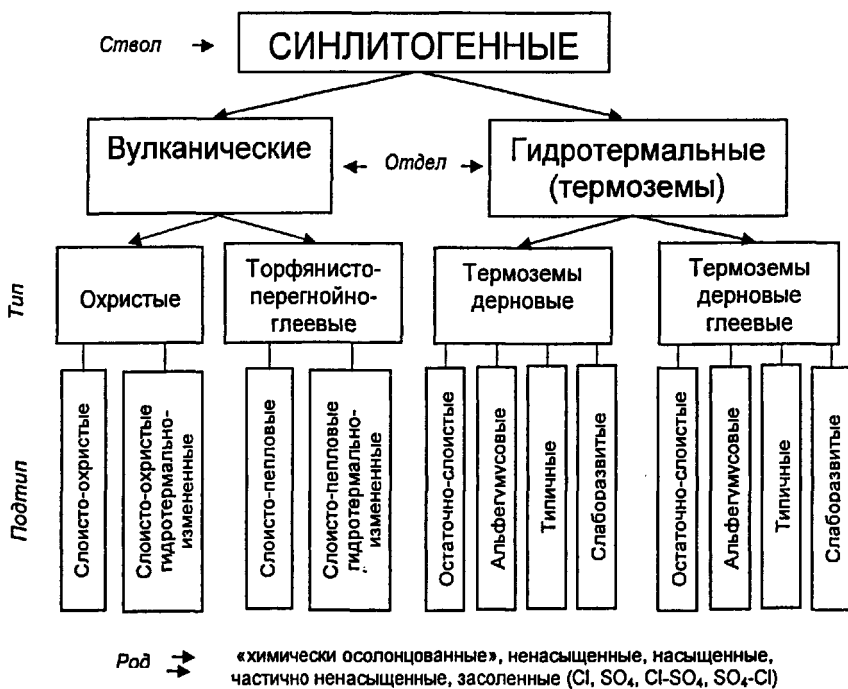 Ствол → СИНЛИТОГЕННЫЕ
Вулканические
← Отдел →
Гидротермальные
(термоземы)
Тип
Охристые
Торфянисто-
перегнойно-
глеевые
Термоземы
дерновые
Термоземы
дерновые
глеевые
Подтип
Слоисто-охристые
Слоисто-охристые
гидротермально-
измененные
Слоисто-пепловые
Слоисто-пепловые
гидротермально-
измененные
Остаточно-слоистые
Альфегумусовые
Типичные
Слаборазвитые
Остаточно-слоистые
Альфегумусовые
Типичные
Слаборазвитые
Род → «химически осолонцованные», ненасыщенные, насыщенные,
→ частично ненасыщенные, засоленные (Cl, SO₄, Cl-SO₄, SO₄-Cl)